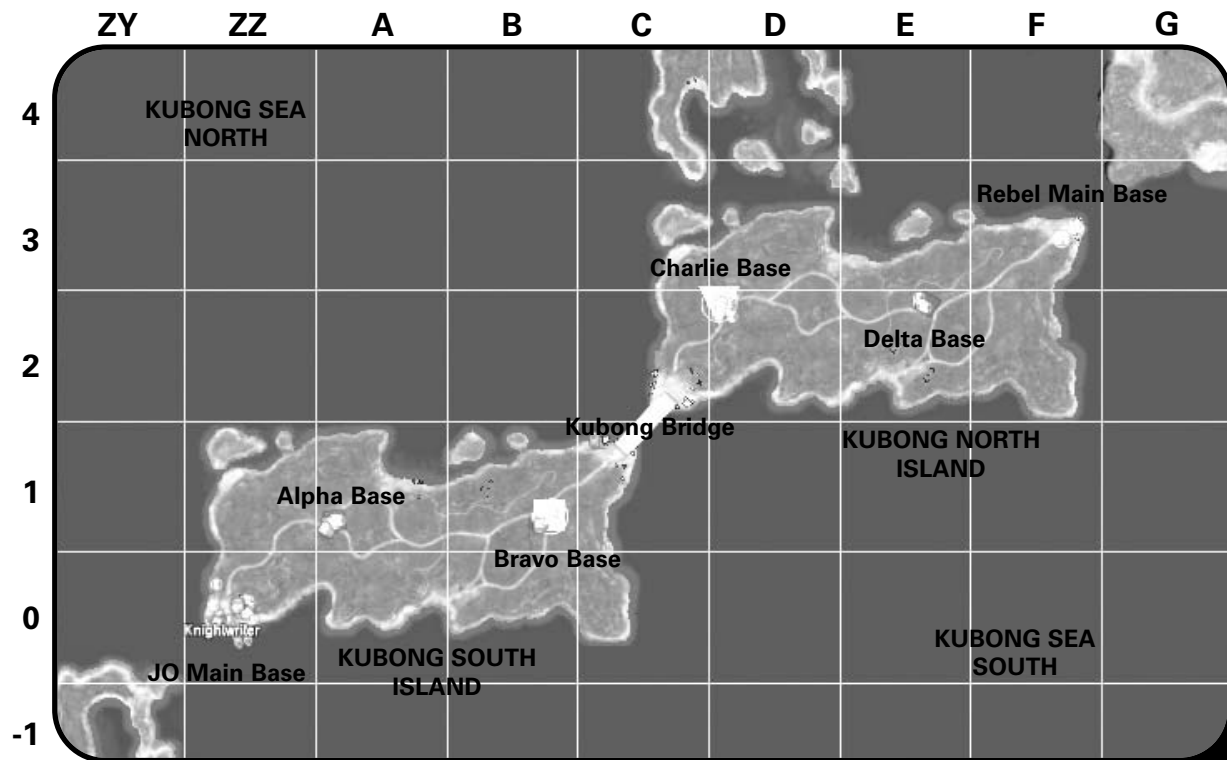 ZY ZZ A B C D E F G
4
KUBONG SEA
NORTH
Rebel Main Base
3
Charlie Base
Delta Base
2
Kubong Bridge
KUBONG NORTH
ISLAND
1
Alpha Base
Bravo Base
0
Knightwriter
KUBONG SEA
SOUTH
JO Main Base
KUBONG SOUTH
ISLAND
-1